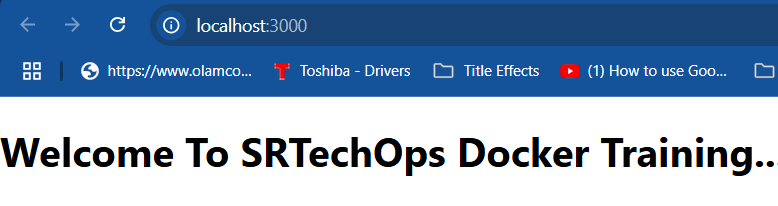 localhost:3000
https://www.olamco... Toshiba - Drivers Title Effects (1) How to use Goo...
Welcome To SRTechOps Docker Training...